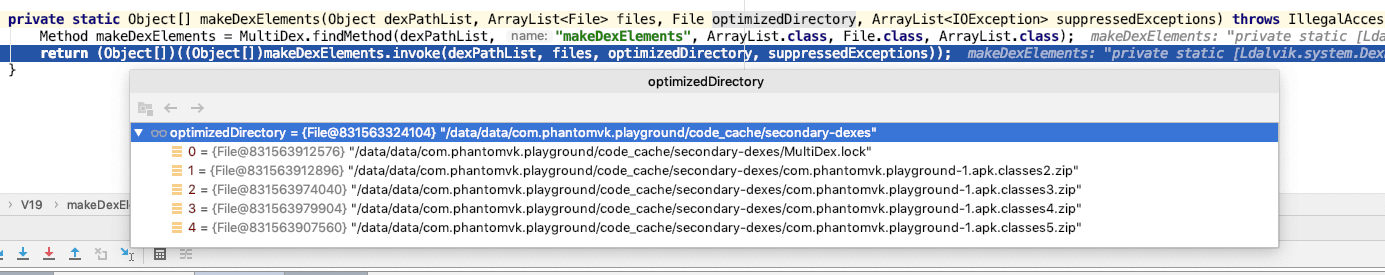 private static Object[] makeDexElements(Object dexPathList, ArrayList<File> files, File optimizedDirectory, ArrayList<IOException> suppressedExceptions) throws IllegalAcces
Method makeDexElements = MultiDex.findMethod(dexPathList, name: "makeDexElements", ArrayList.class, File.class, ArrayList.class); makeDexElements: "private static [Ld
return (Object[])((Object[])makeDexElements.invoke(dexPathList, files, optimizedDirectory, suppressedExceptions)); makeDexElements: "private static [Ldalvik.system.Dex
}
optimizedDirectory
optimizedDirectory = {File@831563324104} "/data/data/com.phantomvk.playground/code_cache/secondary-dexes"
0 = {File@831563912576} "/data/data/com.phantomvk.playground/code_cache/secondary-dexes/MultiDex.lock"
1 = {File@831563912896} "/data/data/com.phantomvk.playground/code_cache/secondary-dexes/com.phantomvk.playground-1.apk.classes2.zip"
2 = {File@831563974040} "/data/data/com.phantomvk.playground/code_cache/secondary-dexes/com.phantomvk.playground-1.apk.classes3.zip"
3 = {File@831563979904} "/data/data/com.phantomvk.playground/code_cache/secondary-dexes/com.phantomvk.playground-1.apk.classes4.zip"
4 = {File@831563907560} "/data/data/com.phantomvk.playground/code_cache/secondary-dexes/com.phantomvk.playground-1.apk.classes5.zip"
› V19 › makeDexEl